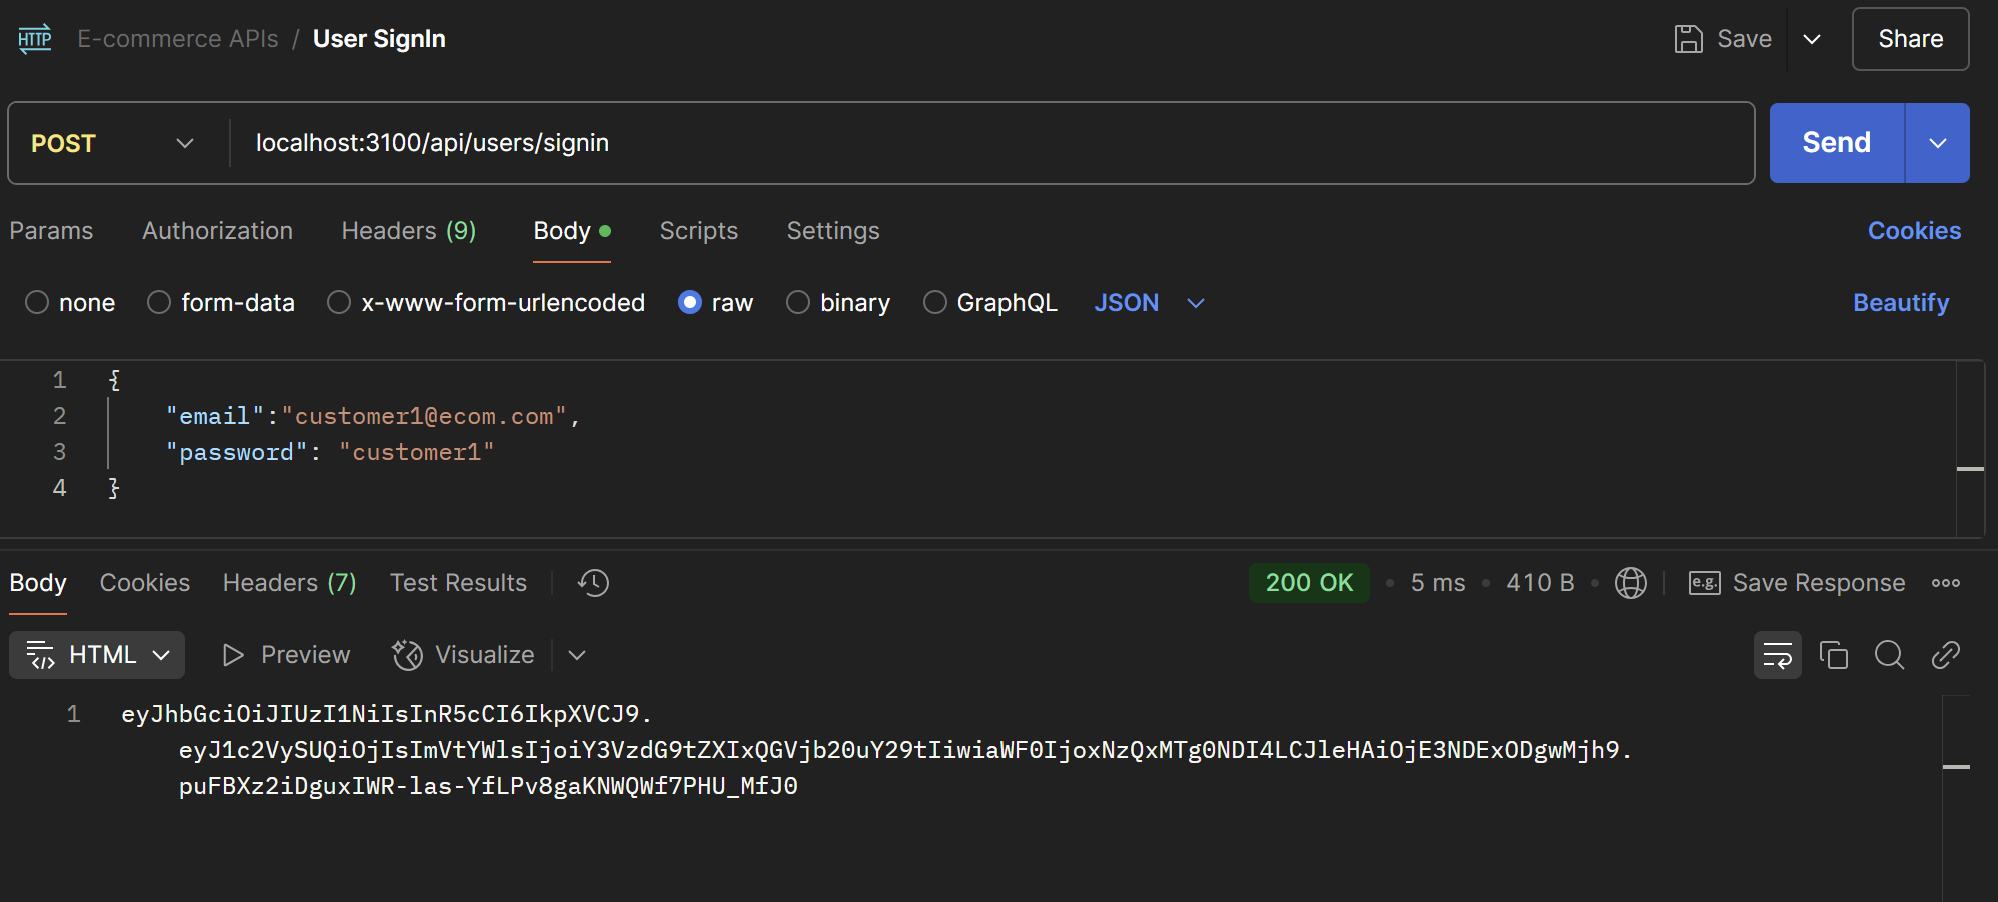 HTTP E-commerce APIs / User SignIn Save Share
POST localhost:3100/api/users/signin Send
Params Authorization Headers (9) Body Scripts Settings Cookies
none form-data x-www-form-urlencoded raw binary GraphQL JSON Beautify
1 {
2 "email":"customer1@ecom.com",
3 "password": "customer1"
4 }
Body Cookies Headers (7) Test Results 200 OK • 5 ms • 410 B • e.g. Save Response
HTML Preview Visualize
1 eyJhbGciOiJIUzI1NiIsInR5cCI6IkpXVCJ9.
eyJ1c2VySUQiOjIsImVtYWlsIjoiY3VzdG9tZXIxQGVjb20uY29tIiwiaWF0IjoxNzQxMTg0NDI4LCJleHAiOjE3NDExODgwMjh9.
puFBXz2iDguxIWR-las-YfLPv8gaKNWQWf7PHU_MfJ0